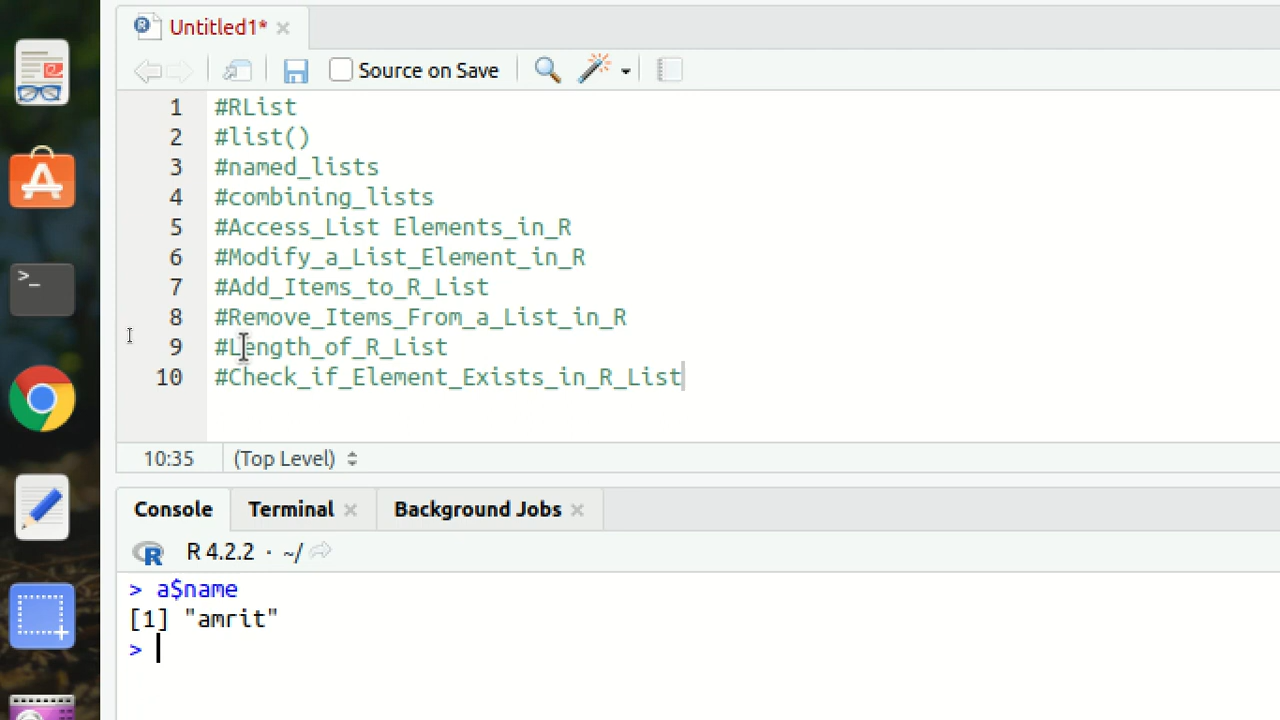 Untitled1*
Source on Save
1 #RList
2 #list()
3 #named_lists
4 #combining_lists
5 #Access_List Elements_in_R
6 #Modify_a_List_Element_in_R
7 #Add_Items_to_R_List
8 #Remove_Items_From_a_List_in_R
9 #Length_of_R_List
10 #Check_if_Element_Exists_in_R_List
10:35 (Top Level)
Console Terminal Background Jobs
R 4.2.2 · ~/
> a$name
[1] "amrit"
>